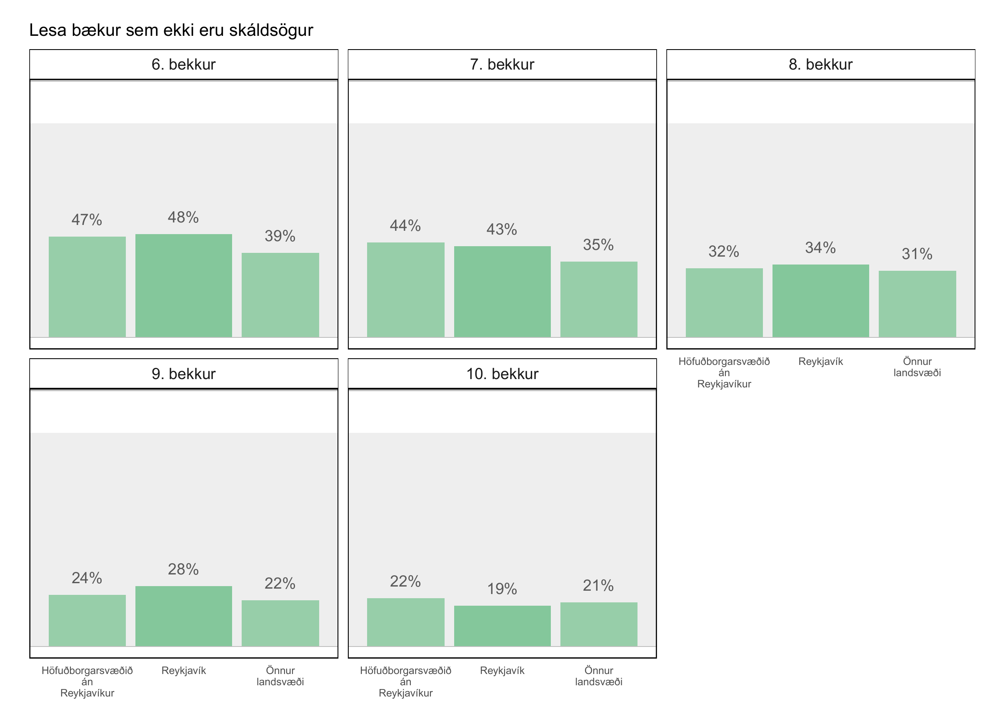 Lesa bækur sem ekki eru skáldsögur
6. bekkur
47%
48%
39%
7. bekkur
44%
43%
35%
8. bekkur
32%
34%
31%
Höfuðborgarsvæðið
án
Reykjavíkur
Reykjavík
Önnur
landsvæði
9. bekkur
24%
28%
22%
Höfuðborgarsvæðið
án
Reykjavíkur
Reykjavík
Önnur
landsvæði
10. bekkur
22%
19%
21%
Höfuðborgarsvæðið
án
Reykjavíkur
Reykjavík
Önnur
landsvæði